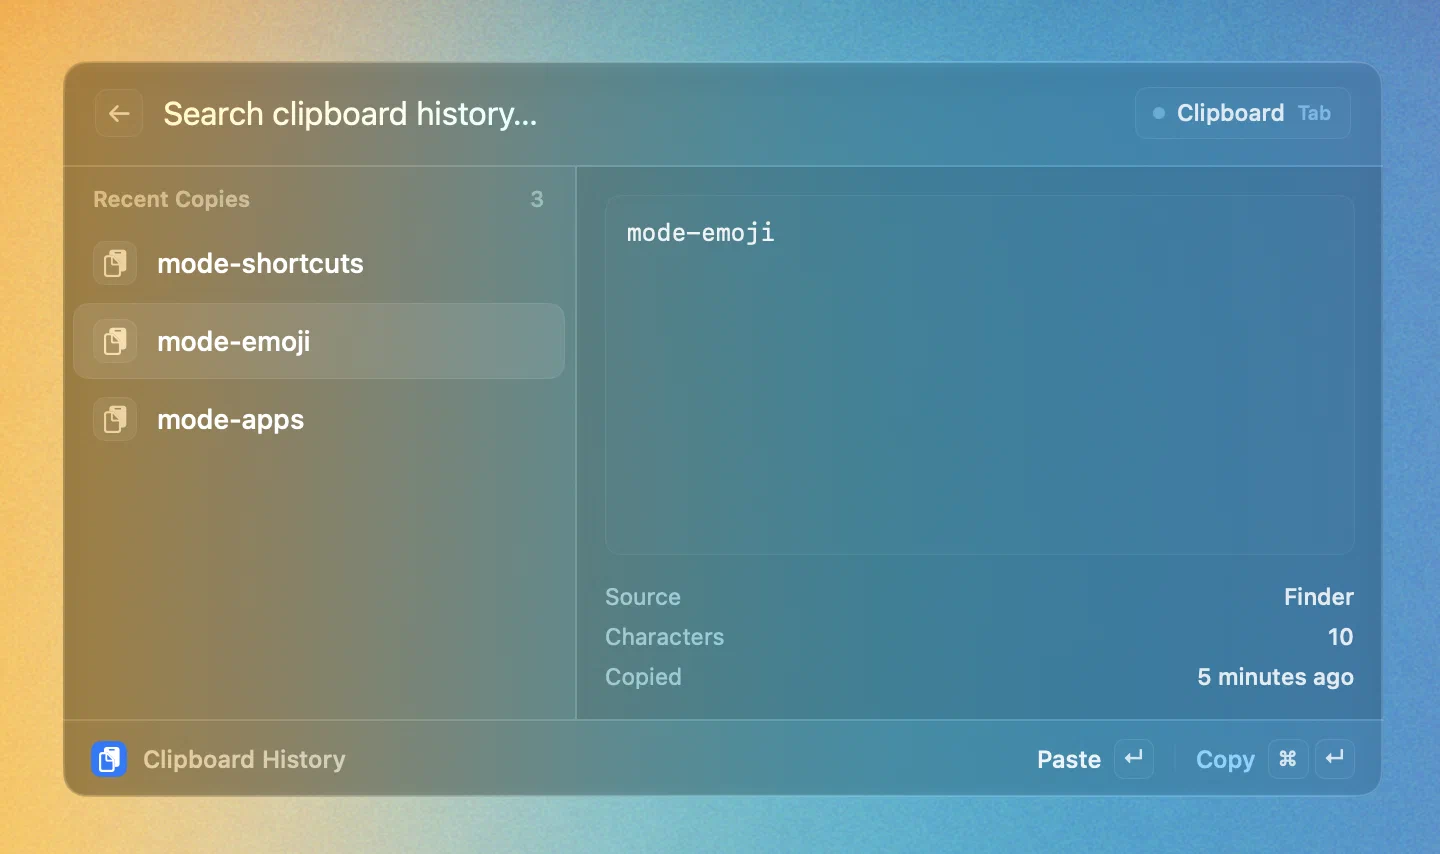 Search clipboard history...
Clipboard Tab
Recent Copies 3
mode-shortcuts
mode-emoji
mode-apps
mode-emoji
Source Finder
Characters 10
Copied 5 minutes ago
Clipboard History
Paste ↵ Copy ⌘ ↵